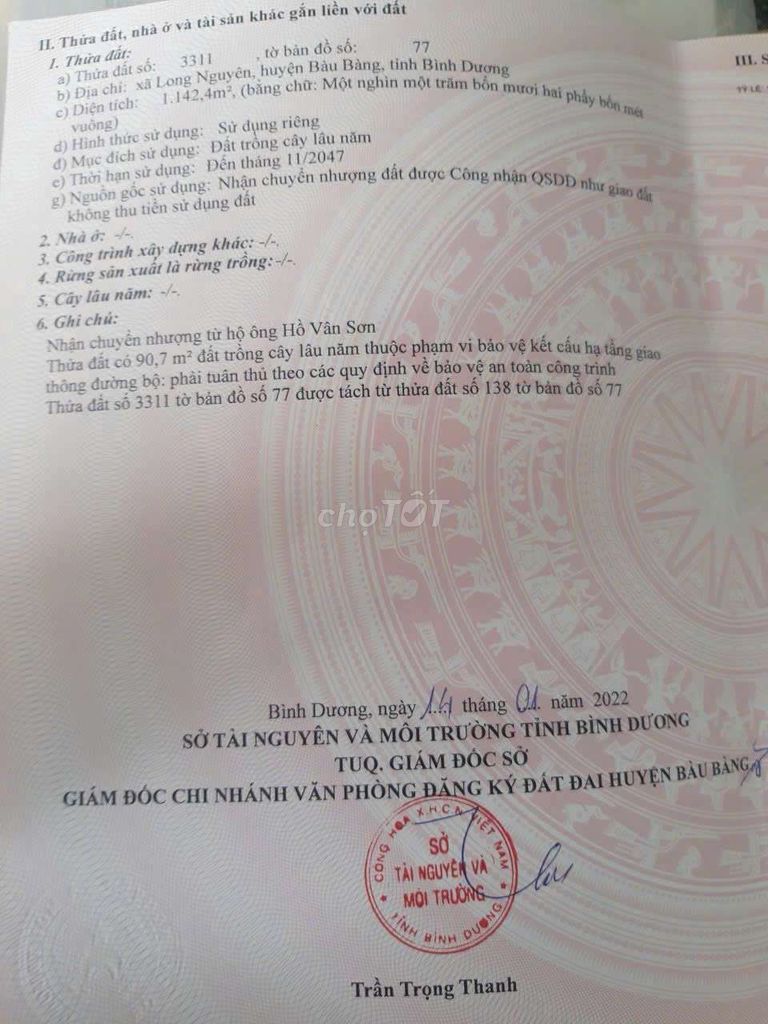 II. Thửa đất, nhà ở và tài sản khác gắn liền với đất
1. Thửa đất:
a) Thửa đất số: 3311 , tờ bản đồ số: 77
b) Địa chỉ: xã Long Nguyên, huyện Bàu Bàng, tỉnh Bình Dương
c) Diện tích: 1.142,4m², (bằng chữ: Một nghìn một trăm bốn mươi hai phẩy bốn mét
vuông)
d) Hình thức sử dụng: Sử dụng riêng
đ) Mục đích sử dụng: Đất trồng cây lâu năm
e) Thời hạn sử dụng: Đến tháng 11/2047
g) Nguồn gốc sử dụng: Nhận chuyển nhượng đất được Công nhận QSDĐ như giao đất
không thu tiền sử dụng đất
2. Nhà ở: -/-.
3. Công trình xây dựng khác: -/-.
4. Rừng sản xuất là rừng trồng: -/-.
5. Cây lâu năm: -/-.
6. Ghi chú:
Nhận chuyển nhượng từ hộ ông Hồ Vân Sơn
Thửa đất có 90,7 m² đất trồng cây lâu năm thuộc phạm vi bảo vệ kết cấu hạ tầng giao
thông đường bộ: phải tuân thủ theo các quy định về bảo vệ an toàn công trình
Thửa đất số 3311 tờ bản đồ số 77 được tách từ thửa đất số 138 tờ bản đồ số 77
chợTỐT
Bình Dương, ngày 14 tháng 01 năm 2022
SỞ TÀI NGUYÊN VÀ MÔI TRƯỜNG TỈNH BÌNH DƯƠNG
TUQ. GIÁM ĐỐC SỞ
GIÁM ĐỐC CHI NHÁNH VĂN PHÒNG ĐĂNG KÝ ĐẤT ĐAI HUYỆN BÀU BÀNG
CỘNG HÒA X.H.C.N VIỆT NAM
SỞ
TÀI NGUYÊN VÀ
MÔI TRƯỜNG
TỈNH BÌNH DƯƠNG
Trần Trọng Thanh
III. S
TỶ LỆ